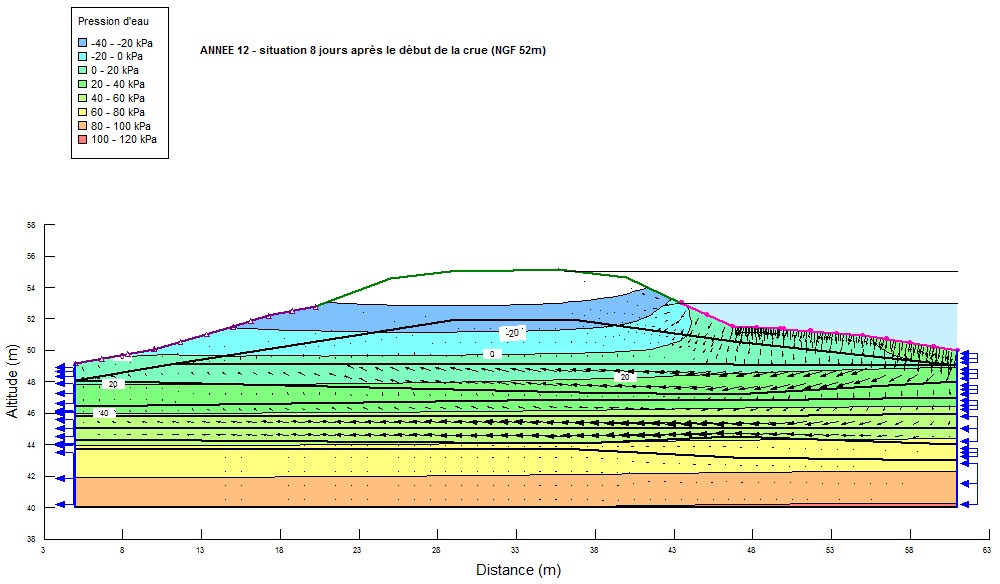 Pression d'eau
-40 - -20 kPa
-20 - 0 kPa
0 - 20 kPa
20 - 40 kPa
40 - 60 kPa
60 - 80 kPa
80 - 100 kPa
100 - 120 kPa
ANNEE 12 - situation 8 jours après le début de la crue (NGF 52m)
58
56
54
52
50
48
46
44
42
40
38
Altitude (m)
-20
0
20
20
40
3 8 13 18 23 28 33 38 43 48 53 58 63
Distance (m)